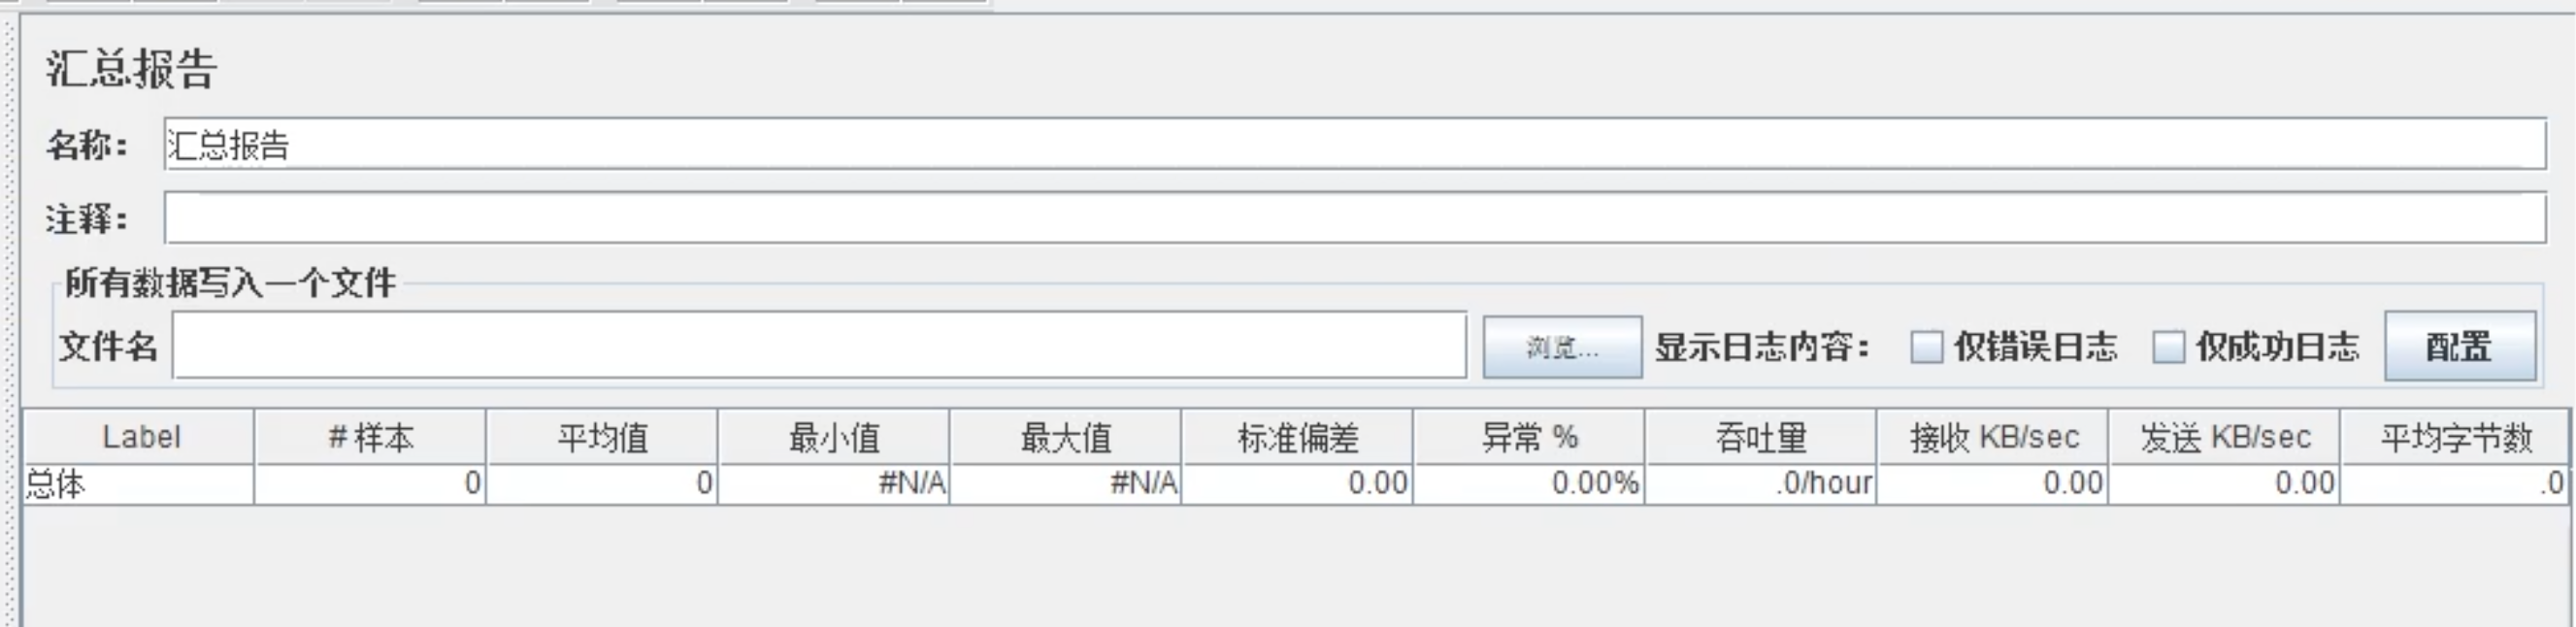 汇总报告
名称： 汇总报告
注释：
所有数据写入一个文件
文件名 浏览... 显示日志内容： 仅错误日志 仅成功日志 配置
Label # 样本 平均值 最小值 最大值 标准偏差 异常 % 吞吐量 接收 KB/sec 发送 KB/sec 平均字节数
总体 0 0 #N/A #N/A 0.00 0.00% .0/hour 0.00 0.00 .0